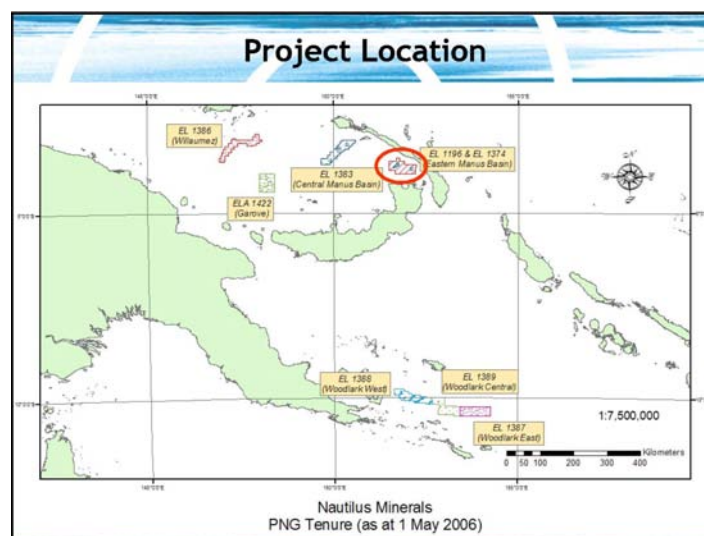 Project Location
EL 1386
(Willaumez)
EL 1383
(Central Manus Basin)
EL 1196 & EL 1374
(Eastern Manus Basin)
ELA 1422
(Garove)
EL 1388
(Woodlark West)
EL 1389
(Woodlark Central)
EL 1387
(Woodlark East)
1:7,500,000
Kilometers
0 50 100 200 300 400
Nautilus Minerals
PNG Tenure (as at 1 May 2006)